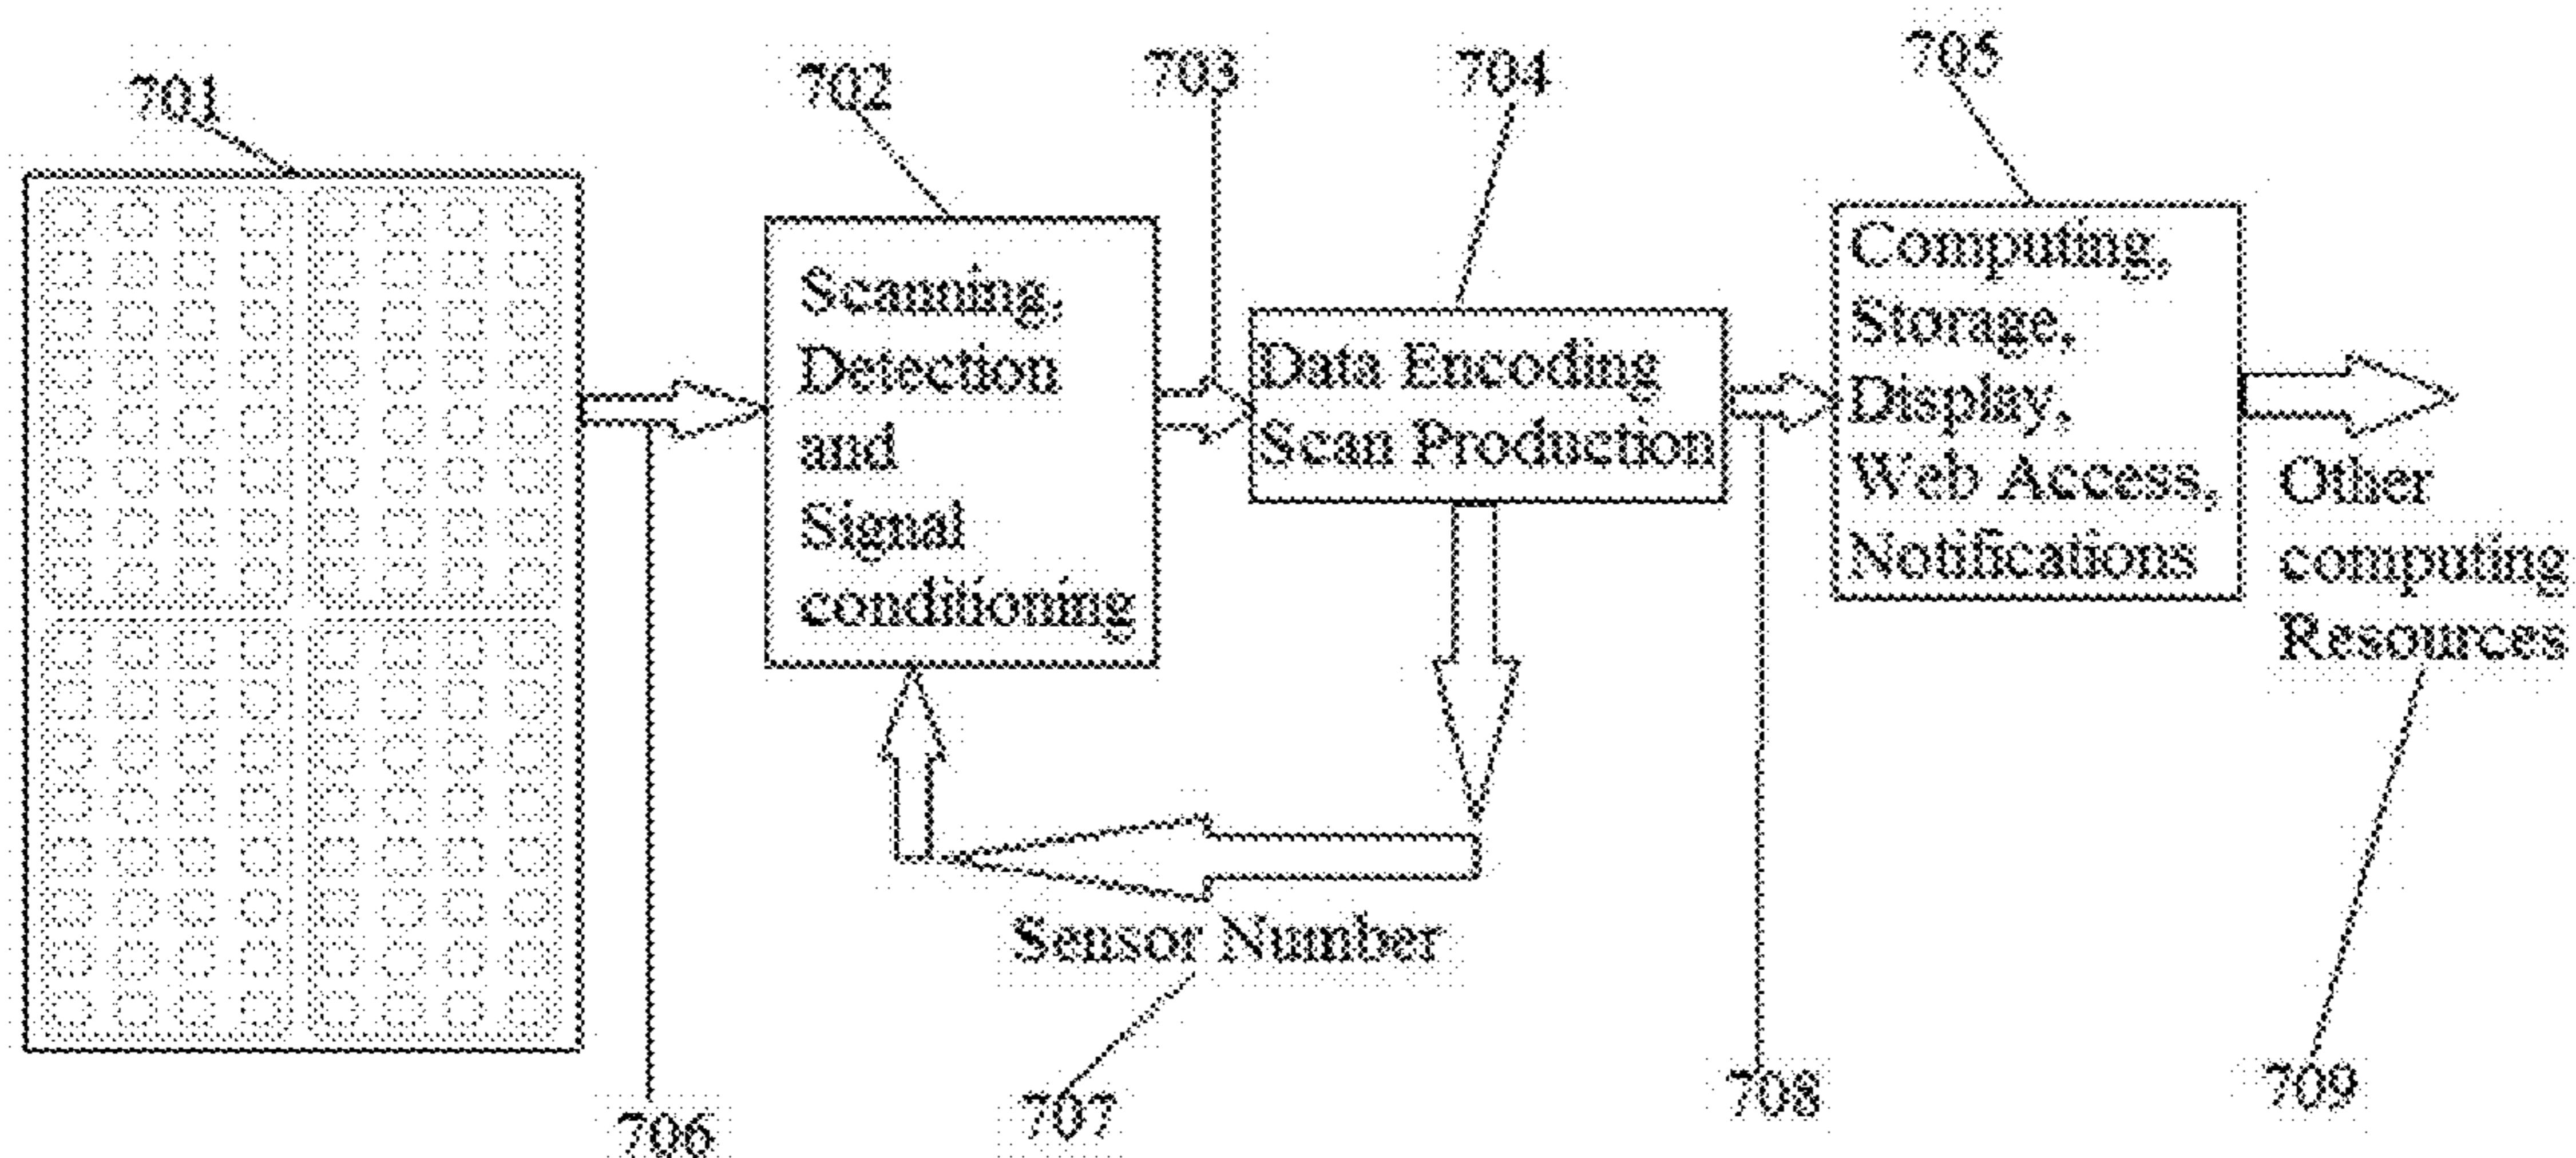 701
702
703
704
705
Scanning,
Detection
and
Signal
conditioning
Data Encoding
Scan Production
Computing,
Storage,
Display,
Web Access,
Notifications
Other
computing
Resources
Sensor Number
706
707
708
709